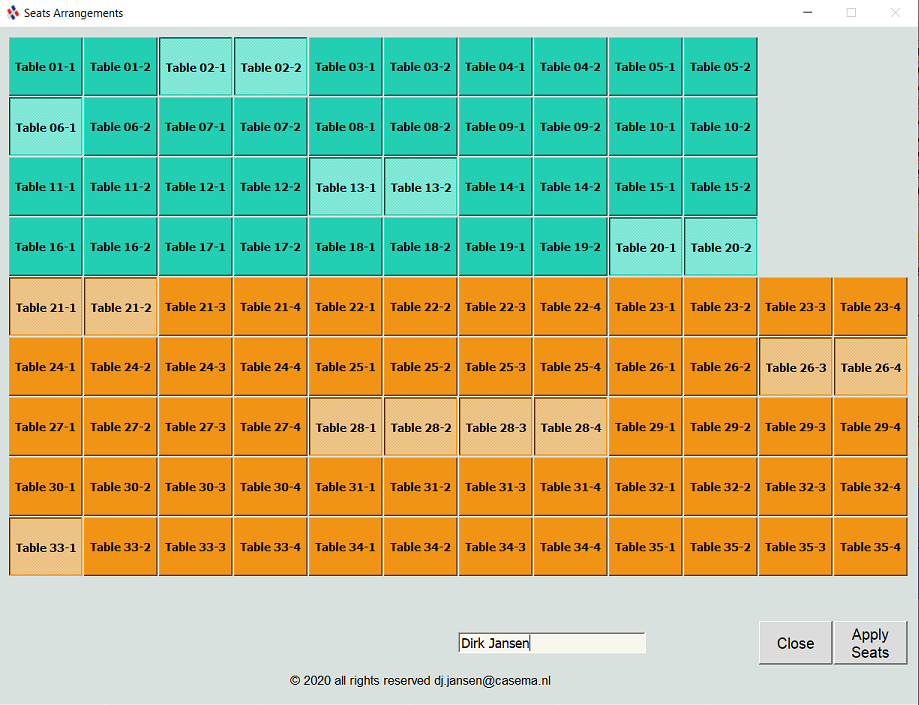 Seats Arrangements
Table 01-1 Table 01-2 Table 02-1 Table 02-2 Table 03-1 Table 03-2 Table 04-1 Table 04-2 Table 05-1 Table 05-2
Table 06-1 Table 06-2 Table 07-1 Table 07-2 Table 08-1 Table 08-2 Table 09-1 Table 09-2 Table 10-1 Table 10-2
Table 11-1 Table 11-2 Table 12-1 Table 12-2 Table 13-1 Table 13-2 Table 14-1 Table 14-2 Table 15-1 Table 15-2
Table 16-1 Table 16-2 Table 17-1 Table 17-2 Table 18-1 Table 18-2 Table 19-1 Table 19-2 Table 20-1 Table 20-2
Table 21-1 Table 21-2 Table 21-3 Table 21-4 Table 22-1 Table 22-2 Table 22-3 Table 22-4 Table 23-1 Table 23-2 Table 23-3 Table 23-4
Table 24-1 Table 24-2 Table 24-3 Table 24-4 Table 25-1 Table 25-2 Table 25-3 Table 25-4 Table 26-1 Table 26-2 Table 26-3 Table 26-4
Table 27-1 Table 27-2 Table 27-3 Table 27-4 Table 28-1 Table 28-2 Table 28-3 Table 28-4 Table 29-1 Table 29-2 Table 29-3 Table 29-4
Table 30-1 Table 30-2 Table 30-3 Table 30-4 Table 31-1 Table 31-2 Table 31-3 Table 31-4 Table 32-1 Table 32-2 Table 32-3 Table 32-4
Table 33-1 Table 33-2 Table 33-3 Table 33-4 Table 34-1 Table 34-2 Table 34-3 Table 34-4 Table 35-1 Table 35-2 Table 35-3 Table 35-4
Dirk Jansen
Close
Apply
Seats
© 2020 all rights reserved dj.jansen@casema.nl